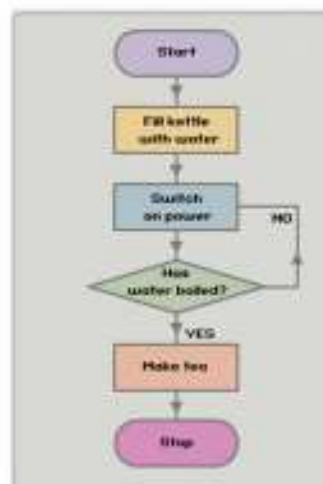 Start
Fill kettle
with water
Switch
on power
NO
Has
water boiled?
YES
Make tea
Stop